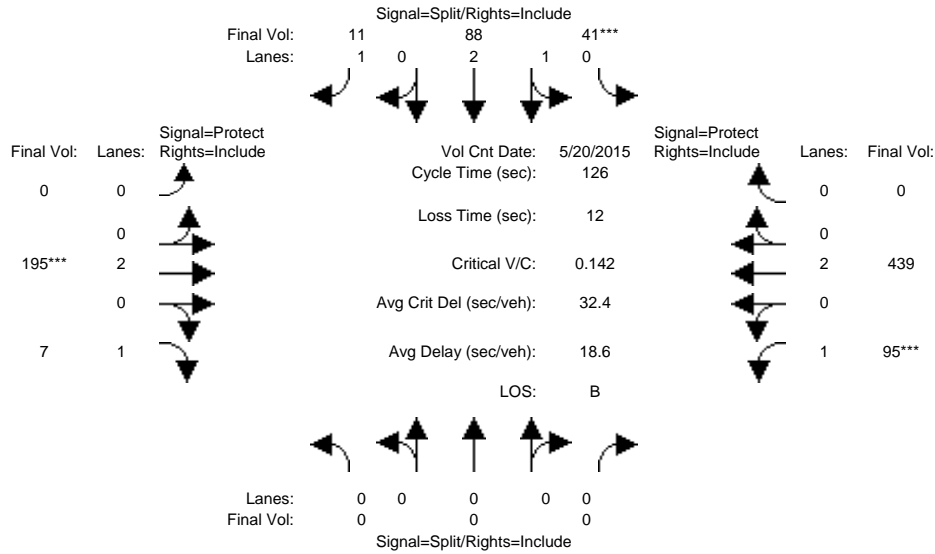 Signal=Split/Rights=Include
Final Vol: 11 88 41***
Lanes: 1 0 2 1 0
Signal=Protect Signal=Protect
Final Vol: Lanes: Rights=Include Vol Cnt Date: 5/20/2015 Rights=Include Lanes: Final Vol:
Cycle Time (sec): 126
0 0 0 0
Loss Time (sec): 12
0 0
195*** 2 Critical V/C: 0.142 2 439
0 Avg Crit Del (sec/veh): 32.4 0
7 1 Avg Delay (sec/veh): 18.6 1 95***
LOS: B
Lanes: 0 0 0 0 0
Final Vol: 0 0 0
Signal=Split/Rights=Include